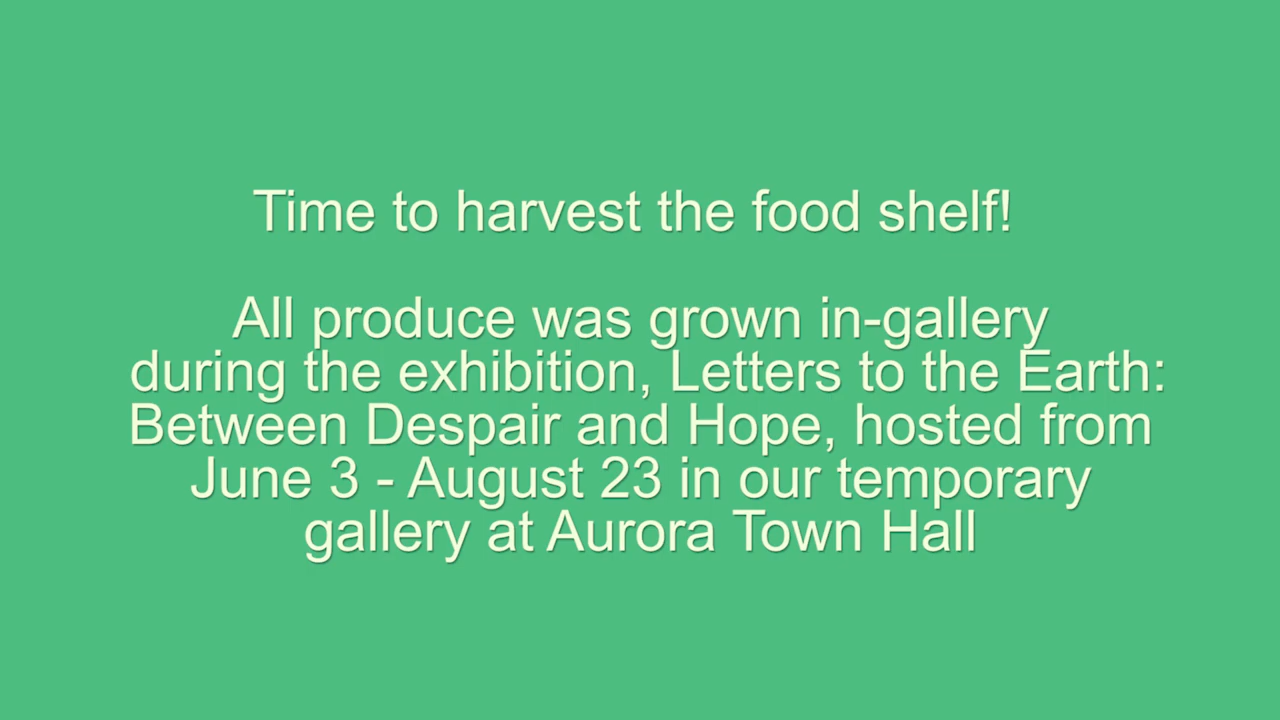 Time to harvest the food shelf!
All produce was grown in-gallery
during the exhibition, Letters to the Earth:
Between Despair and Hope, hosted from
June 3 - August 23 in our temporary
gallery at Aurora Town Hall